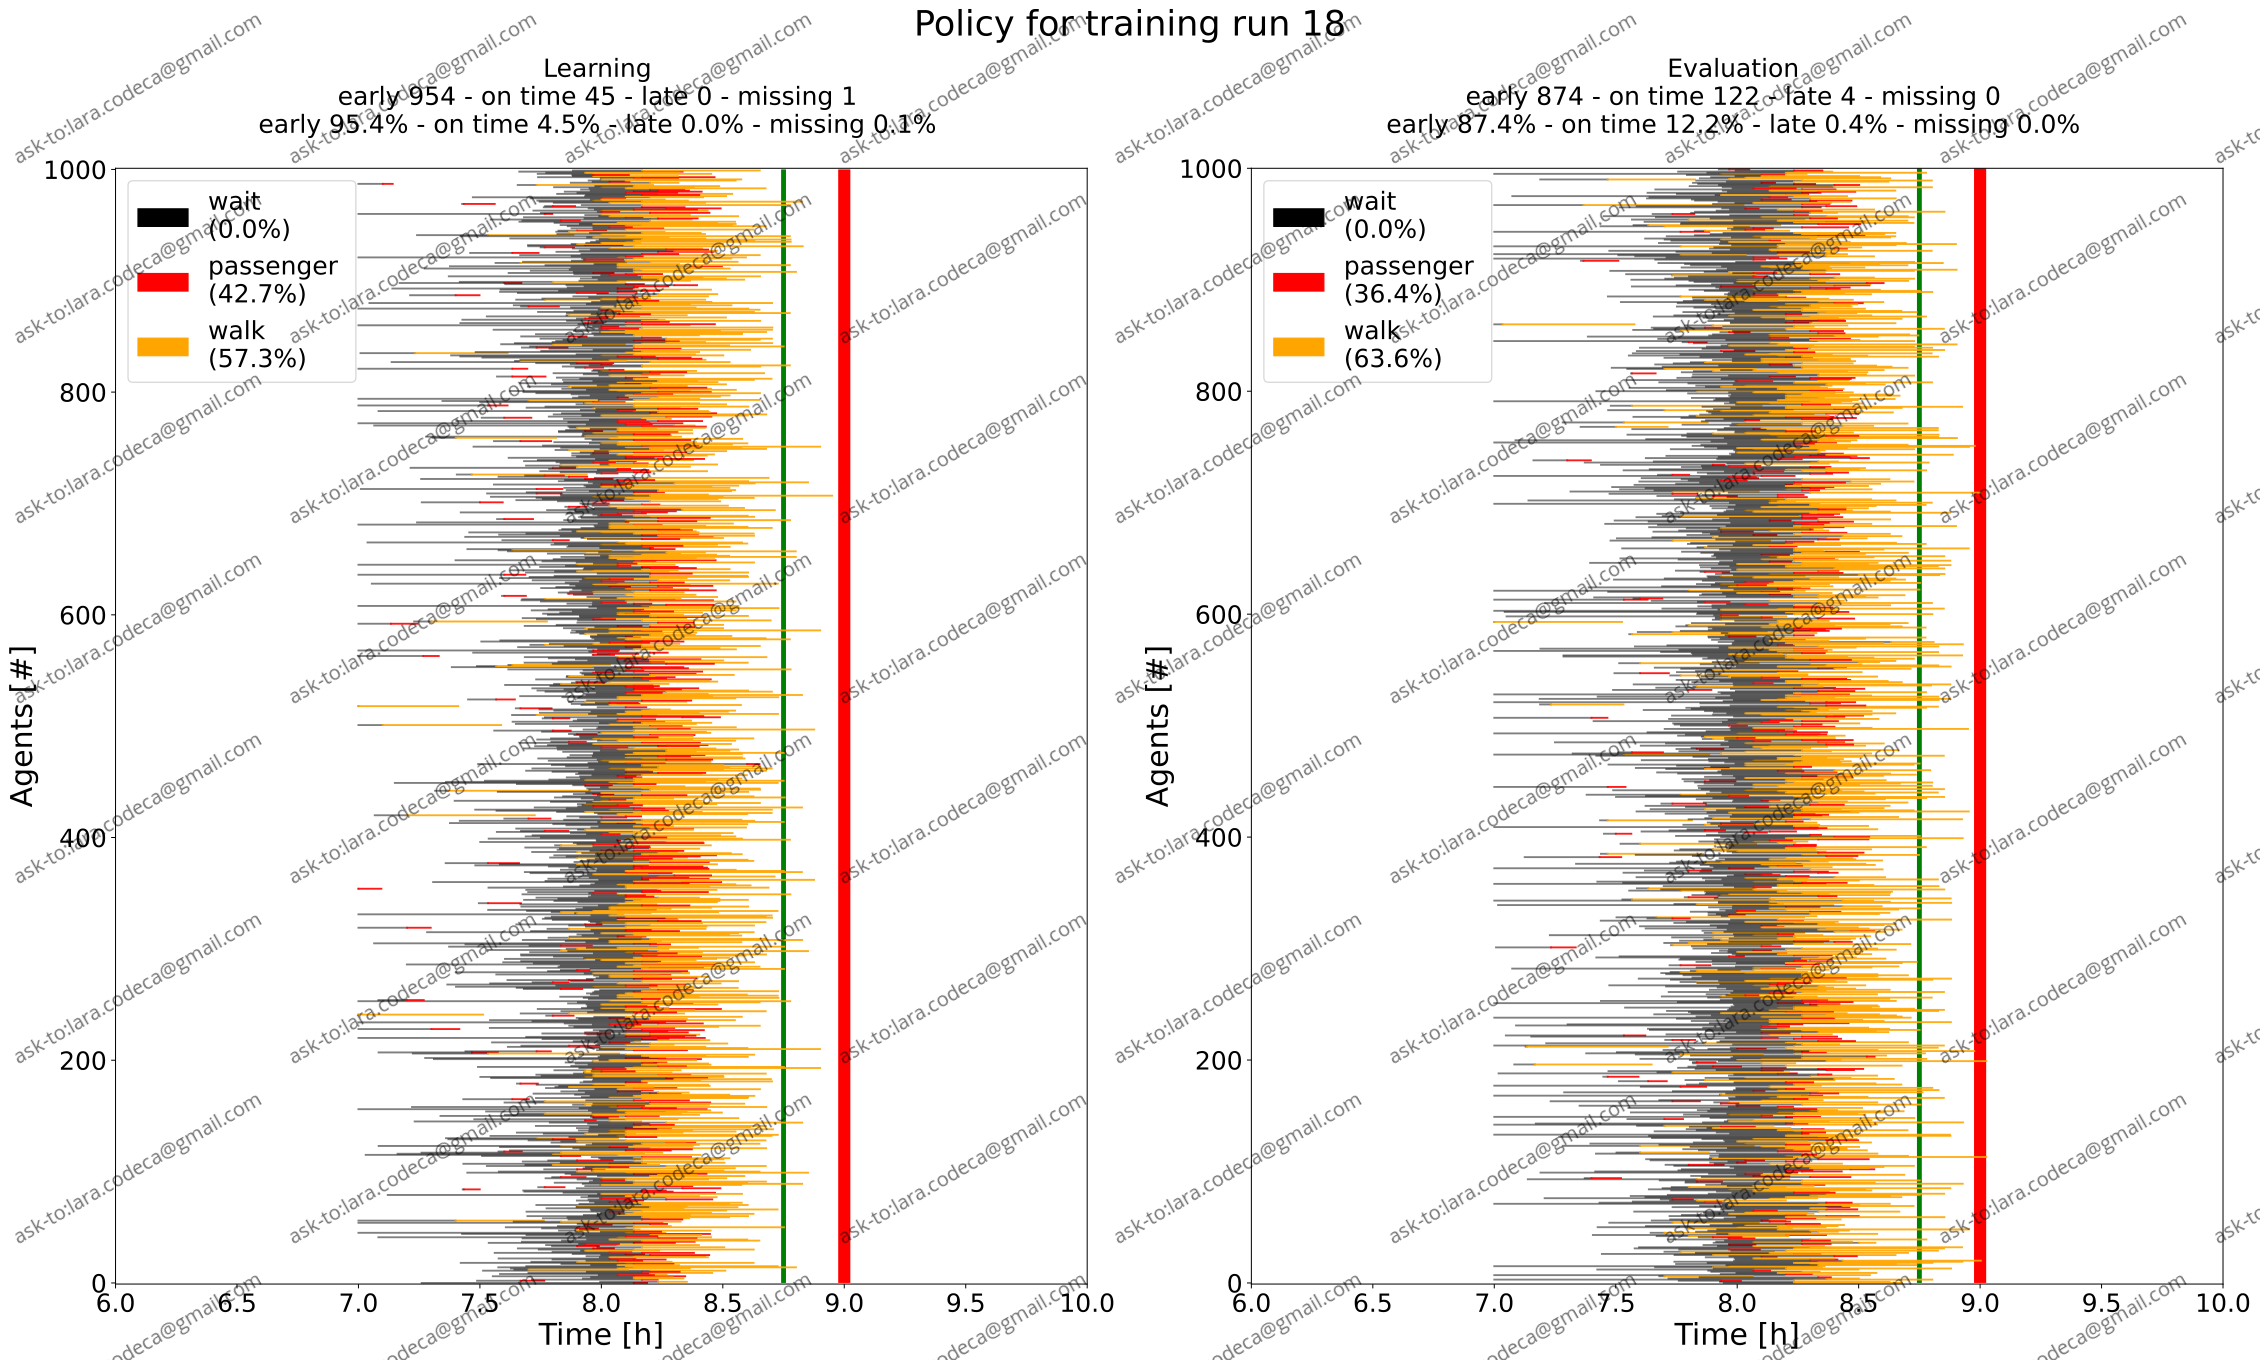 Policy for training run 18
Learning
early 954 - on time 45 - late 0 - missing 1
early 95.4% - on time 4.5% - late 0.0% - missing 0.1%
1000
800
600
400
200
0
Agents [#]
wait
(0.0%)
passenger
(42.7%)
walk
(57.3%)
6.0 6.5 7.0 7.5 8.0 8.5 9.0 9.5 10.0
Time [h]
Evaluation
early 874 - on time 122 - late 4 - missing 0
early 87.4% - on time 12.2% - late 0.4% - missing 0.0%
1000
800
600
400
200
0
Agents [#]
wait
(0.0%)
passenger
(36.4%)
walk
(63.6%)
6.0 6.5 7.0 7.5 8.0 8.5 9.0 9.5 10.0
Time [h]
ask-to:lara.codeca@gmail.com